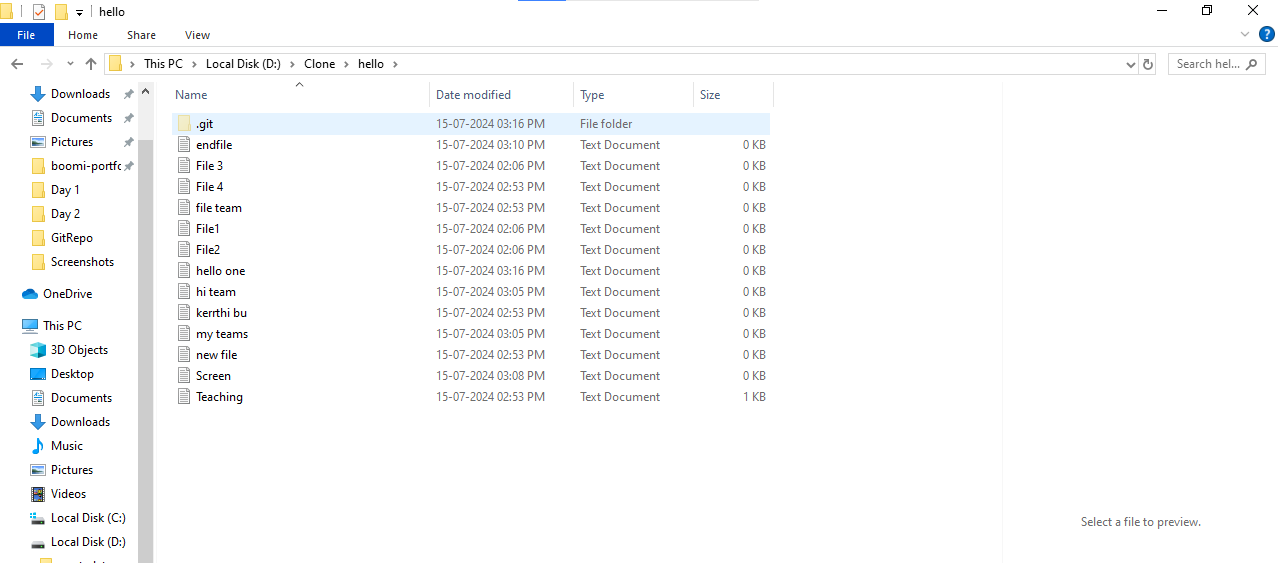 hello
File Home Share View
This PC Local Disk (D:) Clone hello Search hel...
Name Date modified Type Size
Downloads
Documents
Pictures
boomi-portfo
Day 1
Day 2
GitRepo
Screenshots
OneDrive
This PC
3D Objects
Desktop
Documents
Downloads
Music
Pictures
Videos
Local Disk (C:)
Local Disk (D:)
.git 15-07-2024 03:16 PM File folder
endfile 15-07-2024 03:10 PM Text Document 0 KB
File 3 15-07-2024 02:06 PM Text Document 0 KB
File 4 15-07-2024 02:53 PM Text Document 0 KB
file team 15-07-2024 02:53 PM Text Document 0 KB
File1 15-07-2024 02:06 PM Text Document 0 KB
File2 15-07-2024 02:06 PM Text Document 0 KB
hello one 15-07-2024 03:16 PM Text Document 0 KB
hi team 15-07-2024 03:05 PM Text Document 0 KB
kerrthi bu 15-07-2024 02:53 PM Text Document 0 KB
my teams 15-07-2024 03:05 PM Text Document 0 KB
new file 15-07-2024 02:53 PM Text Document 0 KB
Screen 15-07-2024 03:08 PM Text Document 0 KB
Teaching 15-07-2024 02:53 PM Text Document 1 KB
Select a file to preview.